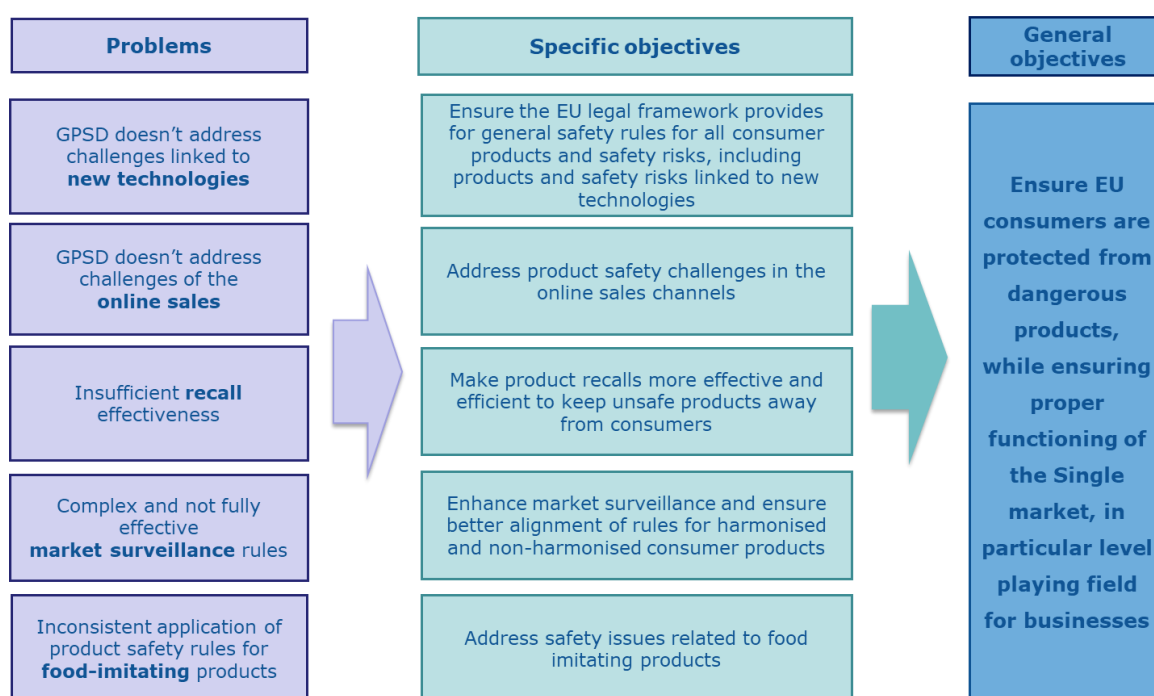 Problems
Specific objectives
General
objectives
GPSD doesn't address
challenges linked to
new technologies
Ensure the EU legal framework provides
for general safety rules for all consumer
products and safety risks, including
products and safety risks linked to new
technologies
GPSD doesn't address
challenges of the
online sales
Address product safety challenges in the
online sales channels
Insufficient recall
effectiveness
Make product recalls more effective and
efficient to keep unsafe products away
from consumers
Complex and not fully
effective
market surveillance rules
Enhance market surveillance and ensure
better alignment of rules for harmonised
and non-harmonised consumer products
Inconsistent application of
product safety rules for
food-imitating products
Address safety issues related to food
imitating products
Ensure EU
consumers are
protected from
dangerous
products,
while ensuring
proper
functioning of
the Single
market, in
particular level
playing field
for businesses